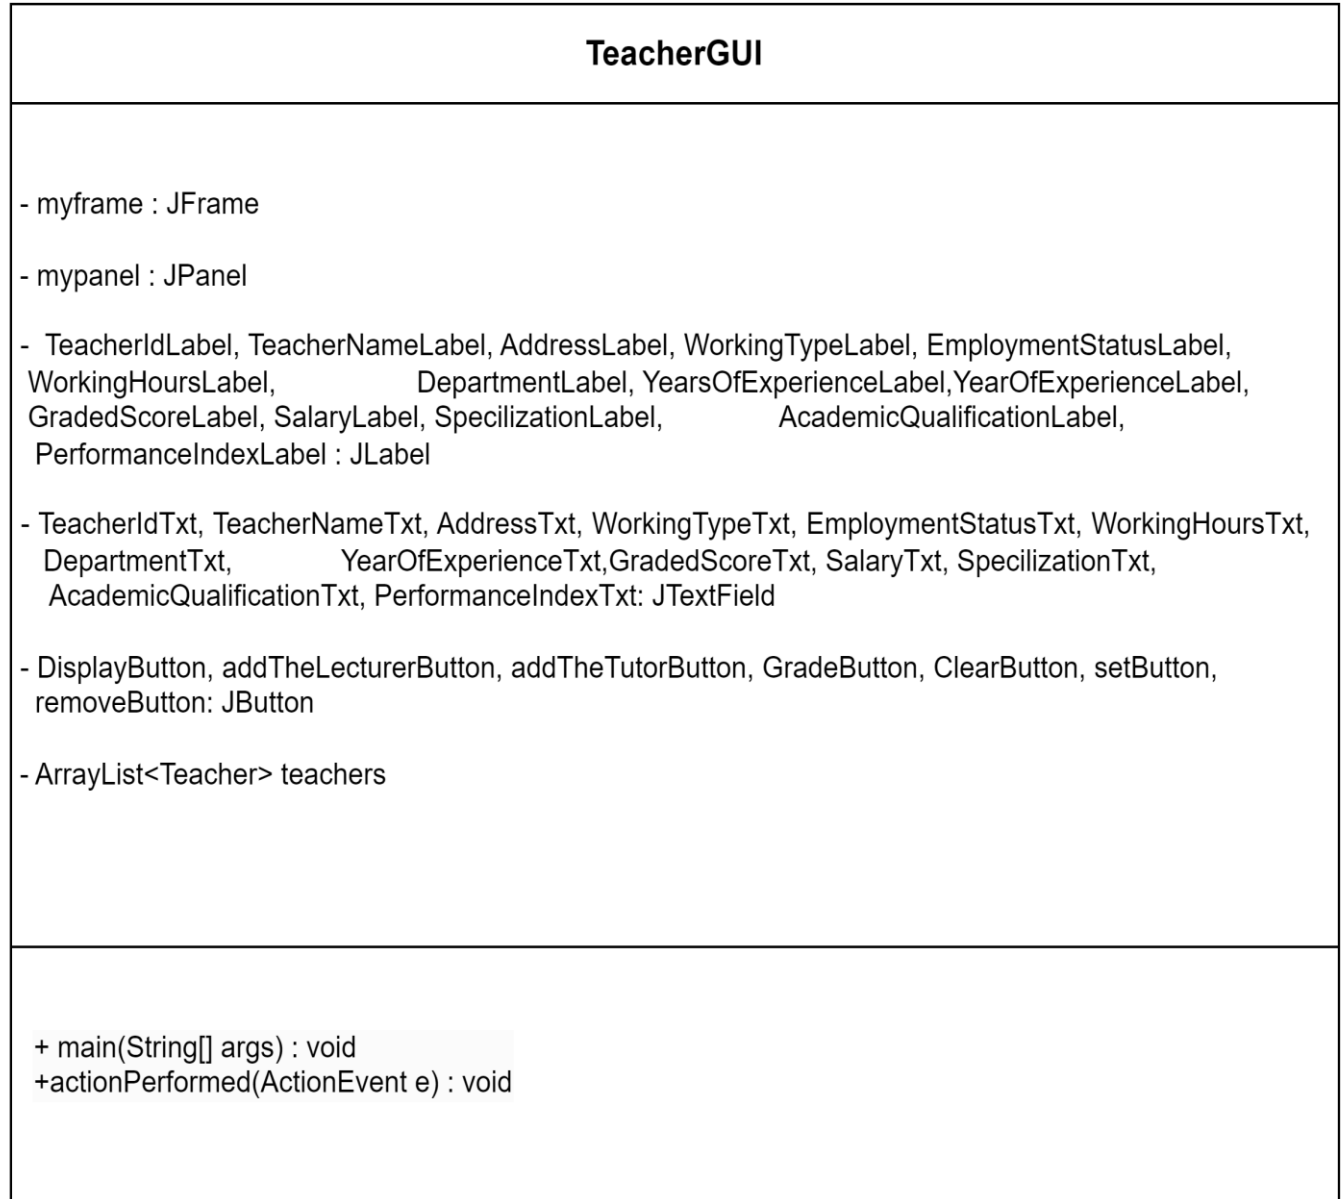 TeacherGUI
- myframe : JFrame
- mypanel : JPanel
- TeacherIdLabel, TeacherNameLabel, AddressLabel, WorkingTypeLabel, EmploymentStatusLabel,
WorkingHoursLabel, DepartmentLabel, YearsOfExperienceLabel,YearOfExperienceLabel,
GradedScoreLabel, SalaryLabel, SpecilizationLabel, AcademicQualificationLabel,
PerformanceIndexLabel : JLabel
- TeacherIdTxt, TeacherNameTxt, AddressTxt, WorkingTypeTxt, EmploymentStatusTxt, WorkingHoursTxt,
DepartmentTxt, YearOfExperienceTxt,GradedScoreTxt, SalaryTxt, SpecilizationTxt,
AcademicQualificationTxt, PerformanceIndexTxt: JTextField
- DisplayButton, addTheLecturerButton, addTheTutorButton, GradeButton, ClearButton, setButton,
removeButton: JButton
- ArrayList<Teacher> teachers
+ main(String[] args) : void
+actionPerformed(ActionEvent e) : void